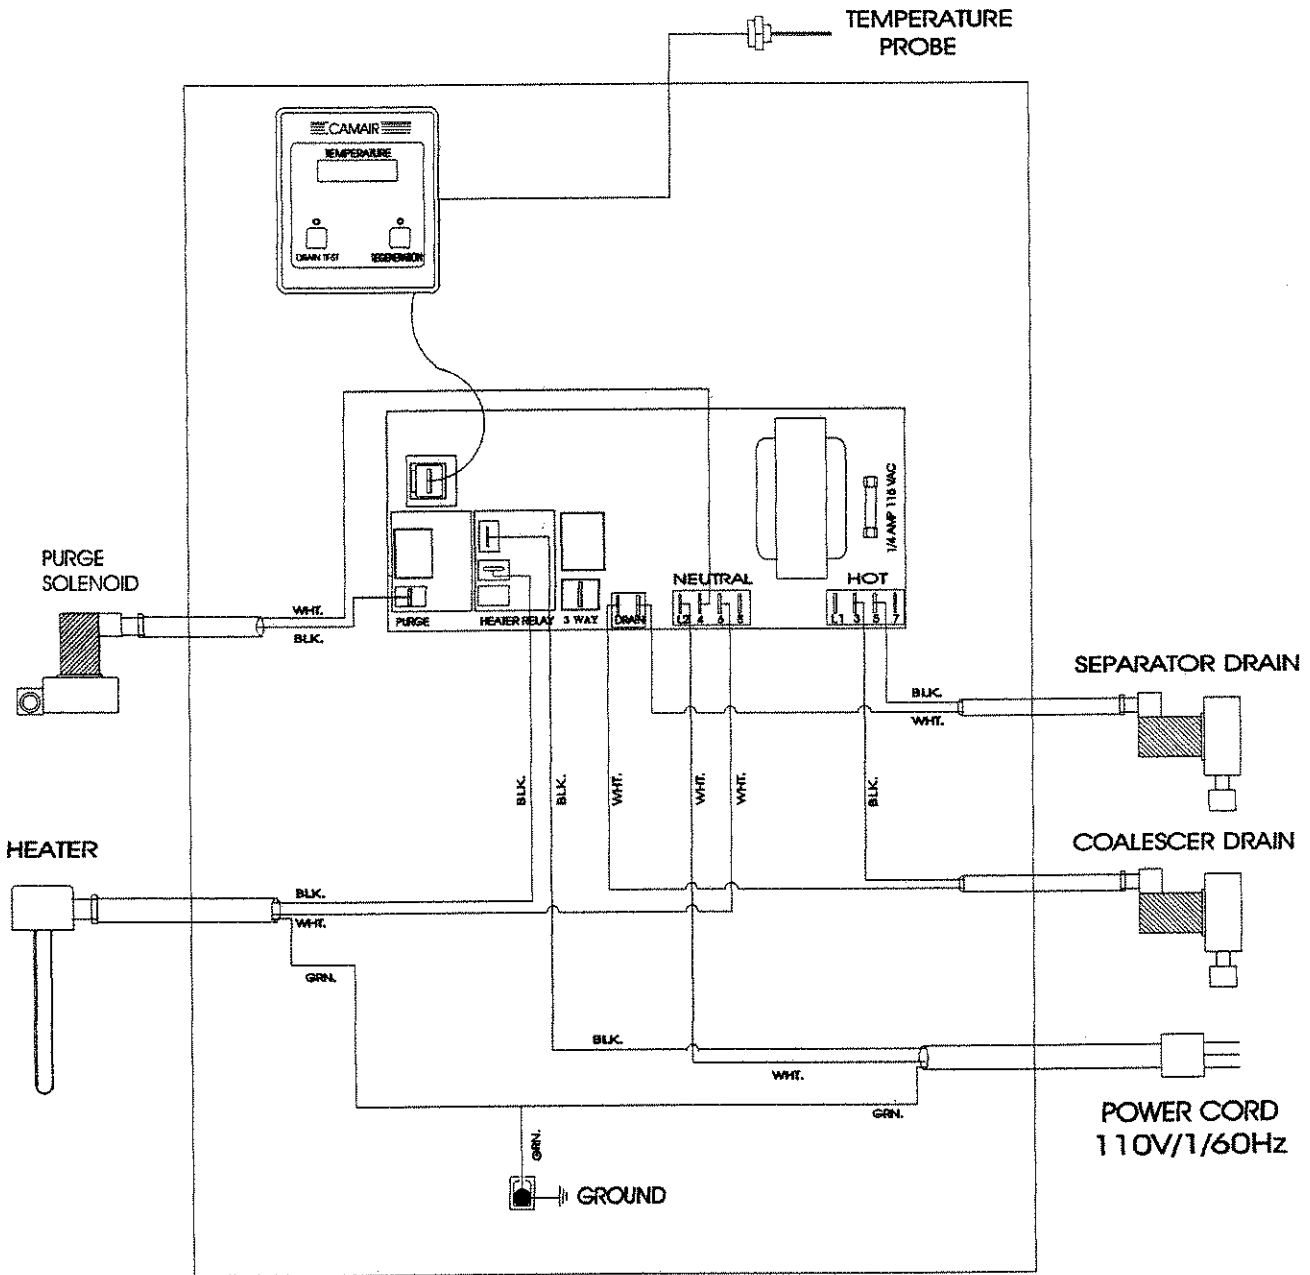 TEMPERATURE
PROBE
CAMAIR
TEMPERATURE
DRAIN TEST
REGENERATION
1/4 AMP 115 VAC
NEUTRAL
HOT
L2 4 6 8
L1 3 5 7
PURGE
HEATER RELAY
3 WAY
DRAIN
PURGE
SOLENOID
WHT.
BLK.
SEPARATOR DRAIN
BLK.
WHT.
BLK.
BLK.
WHT.
WHT.
WHT.
BLK.
COALESCER DRAIN
HEATER
BLK.
WHT.
GRN.
BLK.
WHT.
GRN.
POWER CORD
110V/1/60Hz
GRN.
GROUND